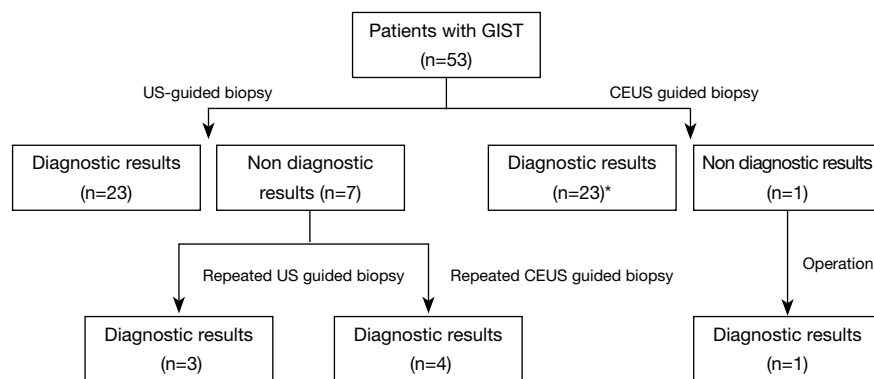 Patients with GIST
(n=53)
US-guided biopsy
CEUS guided biopsy
Diagnostic results
(n=23)
Non diagnostic
results (n=7)
Diagnostic results
(n=23)*
Non diagnostic results
(n=1)
Repeated US guided biopsy
Repeated CEUS guided biopsy
Operation
Diagnostic results
(n=3)
Diagnostic results
(n=4)
Diagnostic results
(n=1)